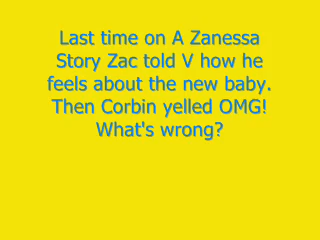 Last time on A Zanessa
Story Zac told V how he
feels about the new baby.
Then Corbin yelled OMG!
What's wrong?